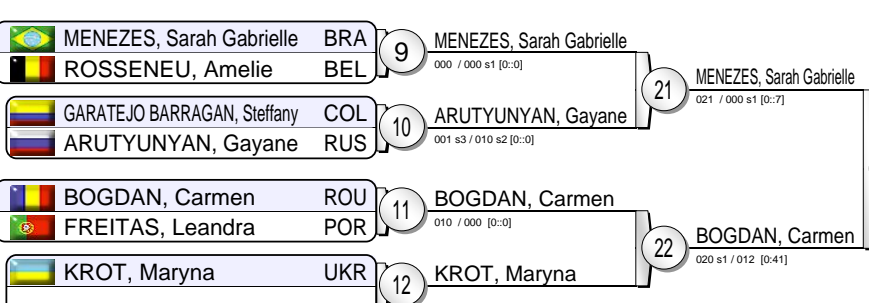 MENEZES, Sarah Gabrielle BRA
ROSSENEU, Amelie BEL
9
MENEZES, Sarah Gabrielle
000 / 000 s1 [0::0]
GARATEJO BARRAGAN, Steffany COL
ARUTYUNYAN, Gayane RUS
10
ARUTYUNYAN, Gayane
001 s3 / 010 s2 [0::0]
21
MENEZES, Sarah Gabrielle
021 / 000 s1 [0::7]
BOGDAN, Carmen ROU
FREITAS, Leandra POR
11
BOGDAN, Carmen
010 / 000 [0::0]
KROT, Maryna UKR
12
KROT, Maryna
22
BOGDAN, Carmen
020 s1 / 012 [0:41]